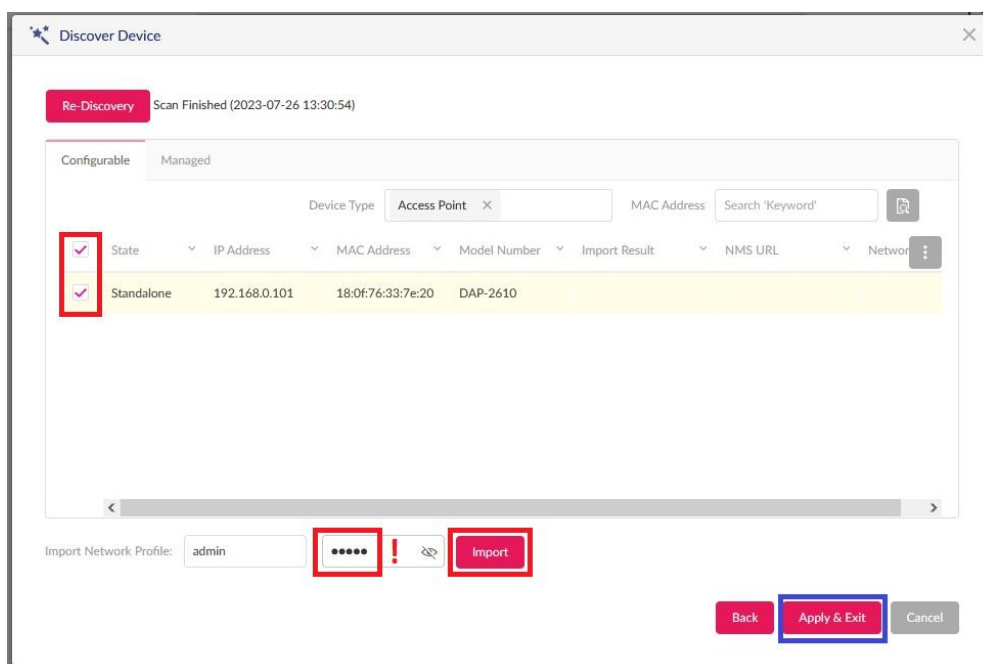 Discover Device
Re-Discovery Scan Finished (2023-07-26 13:30:54)
Configurable Managed
Device Type Access Point × MAC Address Search 'Keyword'
State IP Address MAC Address Model Number Import Result NMS URL Networ
Standalone 192.168.0.101 18:0f:76:33:7e:20 DAP-2610
Import Network Profile: admin ••••• ! Import
Back Apply & Exit Cancel